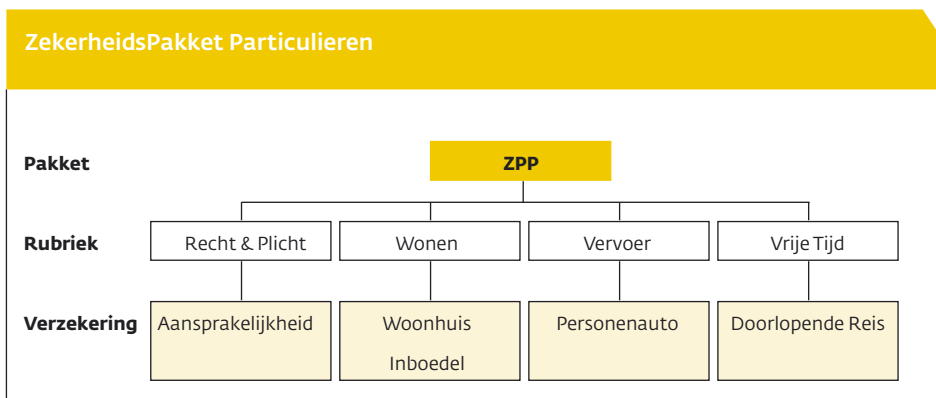 ZekerheidsPakket Particulieren
Pakket ZPP
Rubriek Recht & Plicht Wonen Vervoer Vrije Tijd
Verzekering Aansprakelijkheid Woonhuis Personenauto Doorlopende Reis
Inboedel